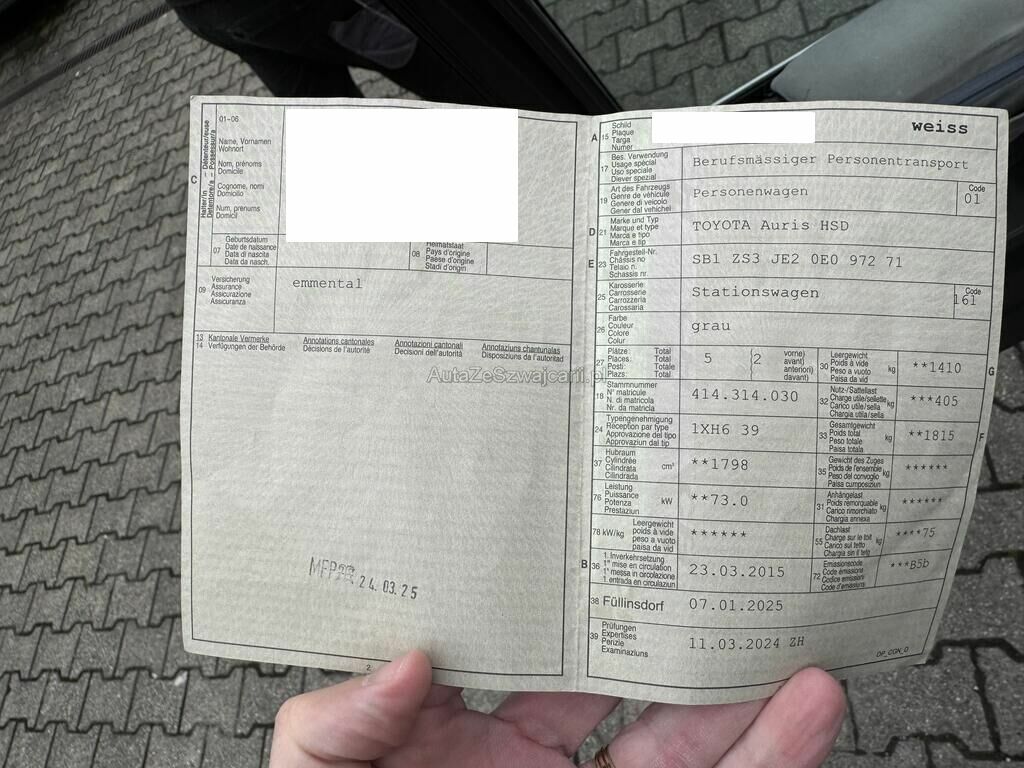 01-06
Name, Vornamen
Wohnort
Nom, prénoms
Domicile
Cognome, nomi
Domicilio
Num, prenums
Domicil
C
Halter/in – Détenteur/euse
Detentore/a – Possessur/a
07
Geburtsdatum
Date de naissance
Data di nascita
Data da nasch.
08
Heimatstaat
Pays d'origine
Paese d'origine
Stadi d'origin
09
Versicherung
Assurance
Assicurazione
Assicuranza
emmental
13 Kantonale Vermerke
14 Verfügungen der Behörde
Annotations cantonales
Décisions de l'autorité
Annotazioni cantonali
Decisioni dell'autorità
Annotaziuns chantunalas
Disposiziuns da l'autoritad
24.03.25
2
weiss
A 15
Schild
Plaque
Targa
Numer
17
Bes. Verwendung
Usage spécial
Uso speciale
Diever spezial
Berufsmässiger Personentransport
19
Art des Fahrzeugs
Genre de véhicule
Genere di veicolo
Gener dal vehichel
Personenwagen
Code
01
D 21
Marke und Typ
Marque et type
Marca e tipo
Marca e tip
TOYOTA Auris HSD
E 23
Fahrgestell-Nr.
Châssis no
Telaio n.
Schassis nr.
SB1 ZS3 JE2 0E0 972 71
25
Karosserie
Carrosserie
Carrozzeria
Carossaria
Stationswagen
Code
161
26
Farbe
Couleur
Colore
Colur
grau
27
Plätze: Total
Places: Total
Posti: Totale
Plazs: Total
5
2
vorne)
avant)
anteriori)
davant)
30
Leergewicht
Poids à vide
Peso a vuoto
Paisa da vid
kg
**1410
G
18
Stammnummer
N° matricule
N. di matricola
Nr. da matricla
414.314.030
32
Nutz-/Sattellast
Charge utile/sellette
Carico utile/sella
Chargia utila/sella
kg
***405
24
Typengenehmigung
Réception par type
Approvazione del tipo
Approvaziun dal tip
1XH6 39
33
Gesamtgewicht
Poids total
Peso totale
Paisa totala
kg
**1815
F
37
Hubraum
Cylindrée
Cilindrata
Cilindrada
cm³
**1798
35
Gewicht des Zuges
Poids de l'ensemble
Peso del convoglio
Paisa cumposiziun
kg
******
76
Leistung
Puissance
Potenza
Prestaziun
kW
**73.0
31
Anhängelast
Poids remorquable
Carico rimorchiato
Chargia annexa
kg
******
78 kW/kg
Leergewicht
poids à vide
peso a vuoto
paisa da vid
******
55
Dachlast
Charge sur le toit
Carico sul tetto
Chargia sin il tetg
kg
****75
B 36
1. Inverkehrsetzung
1re mise en circulation
1a messa in circolazione
1. entrada en circulaziun
23.03.2015
72
Emissionscode
Code émissions
Codice emissioni
Code d'emissiuns
***B5b
38 Füllinsdorf
07.01.2025
39
Prüfungen
Expertises
Perizie
Examinaziuns
11.03.2024 ZH
DP_CGN_D
AutaZeSzwajcarii.pl